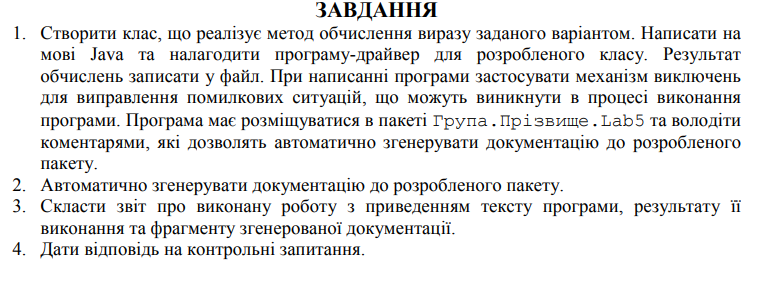 ЗАВДАННЯ
1. Створити клас, що реалізує метод обчислення виразу заданого варіантом. Написати на
мові Java та налагодити програму-драйвер для розробленого класу. Результат
обчислень записати у файл. При написанні програми застосувати механізм виключень
для виправлення помилкових ситуацій, що можуть виникнути в процесі виконання
програми. Програма має розміщуватися в пакеті Група.Прізвище.Lab5 та володіти
коментарями, які дозволять автоматично згенерувати документацію до розробленого
пакету.
2. Автоматично згенерувати документацію до розробленого пакету.
3. Скласти звіт про виконану роботу з приведенням тексту програми, результату її
виконання та фрагменту згенерованої документації.
4. Дати відповідь на контрольні запитання.